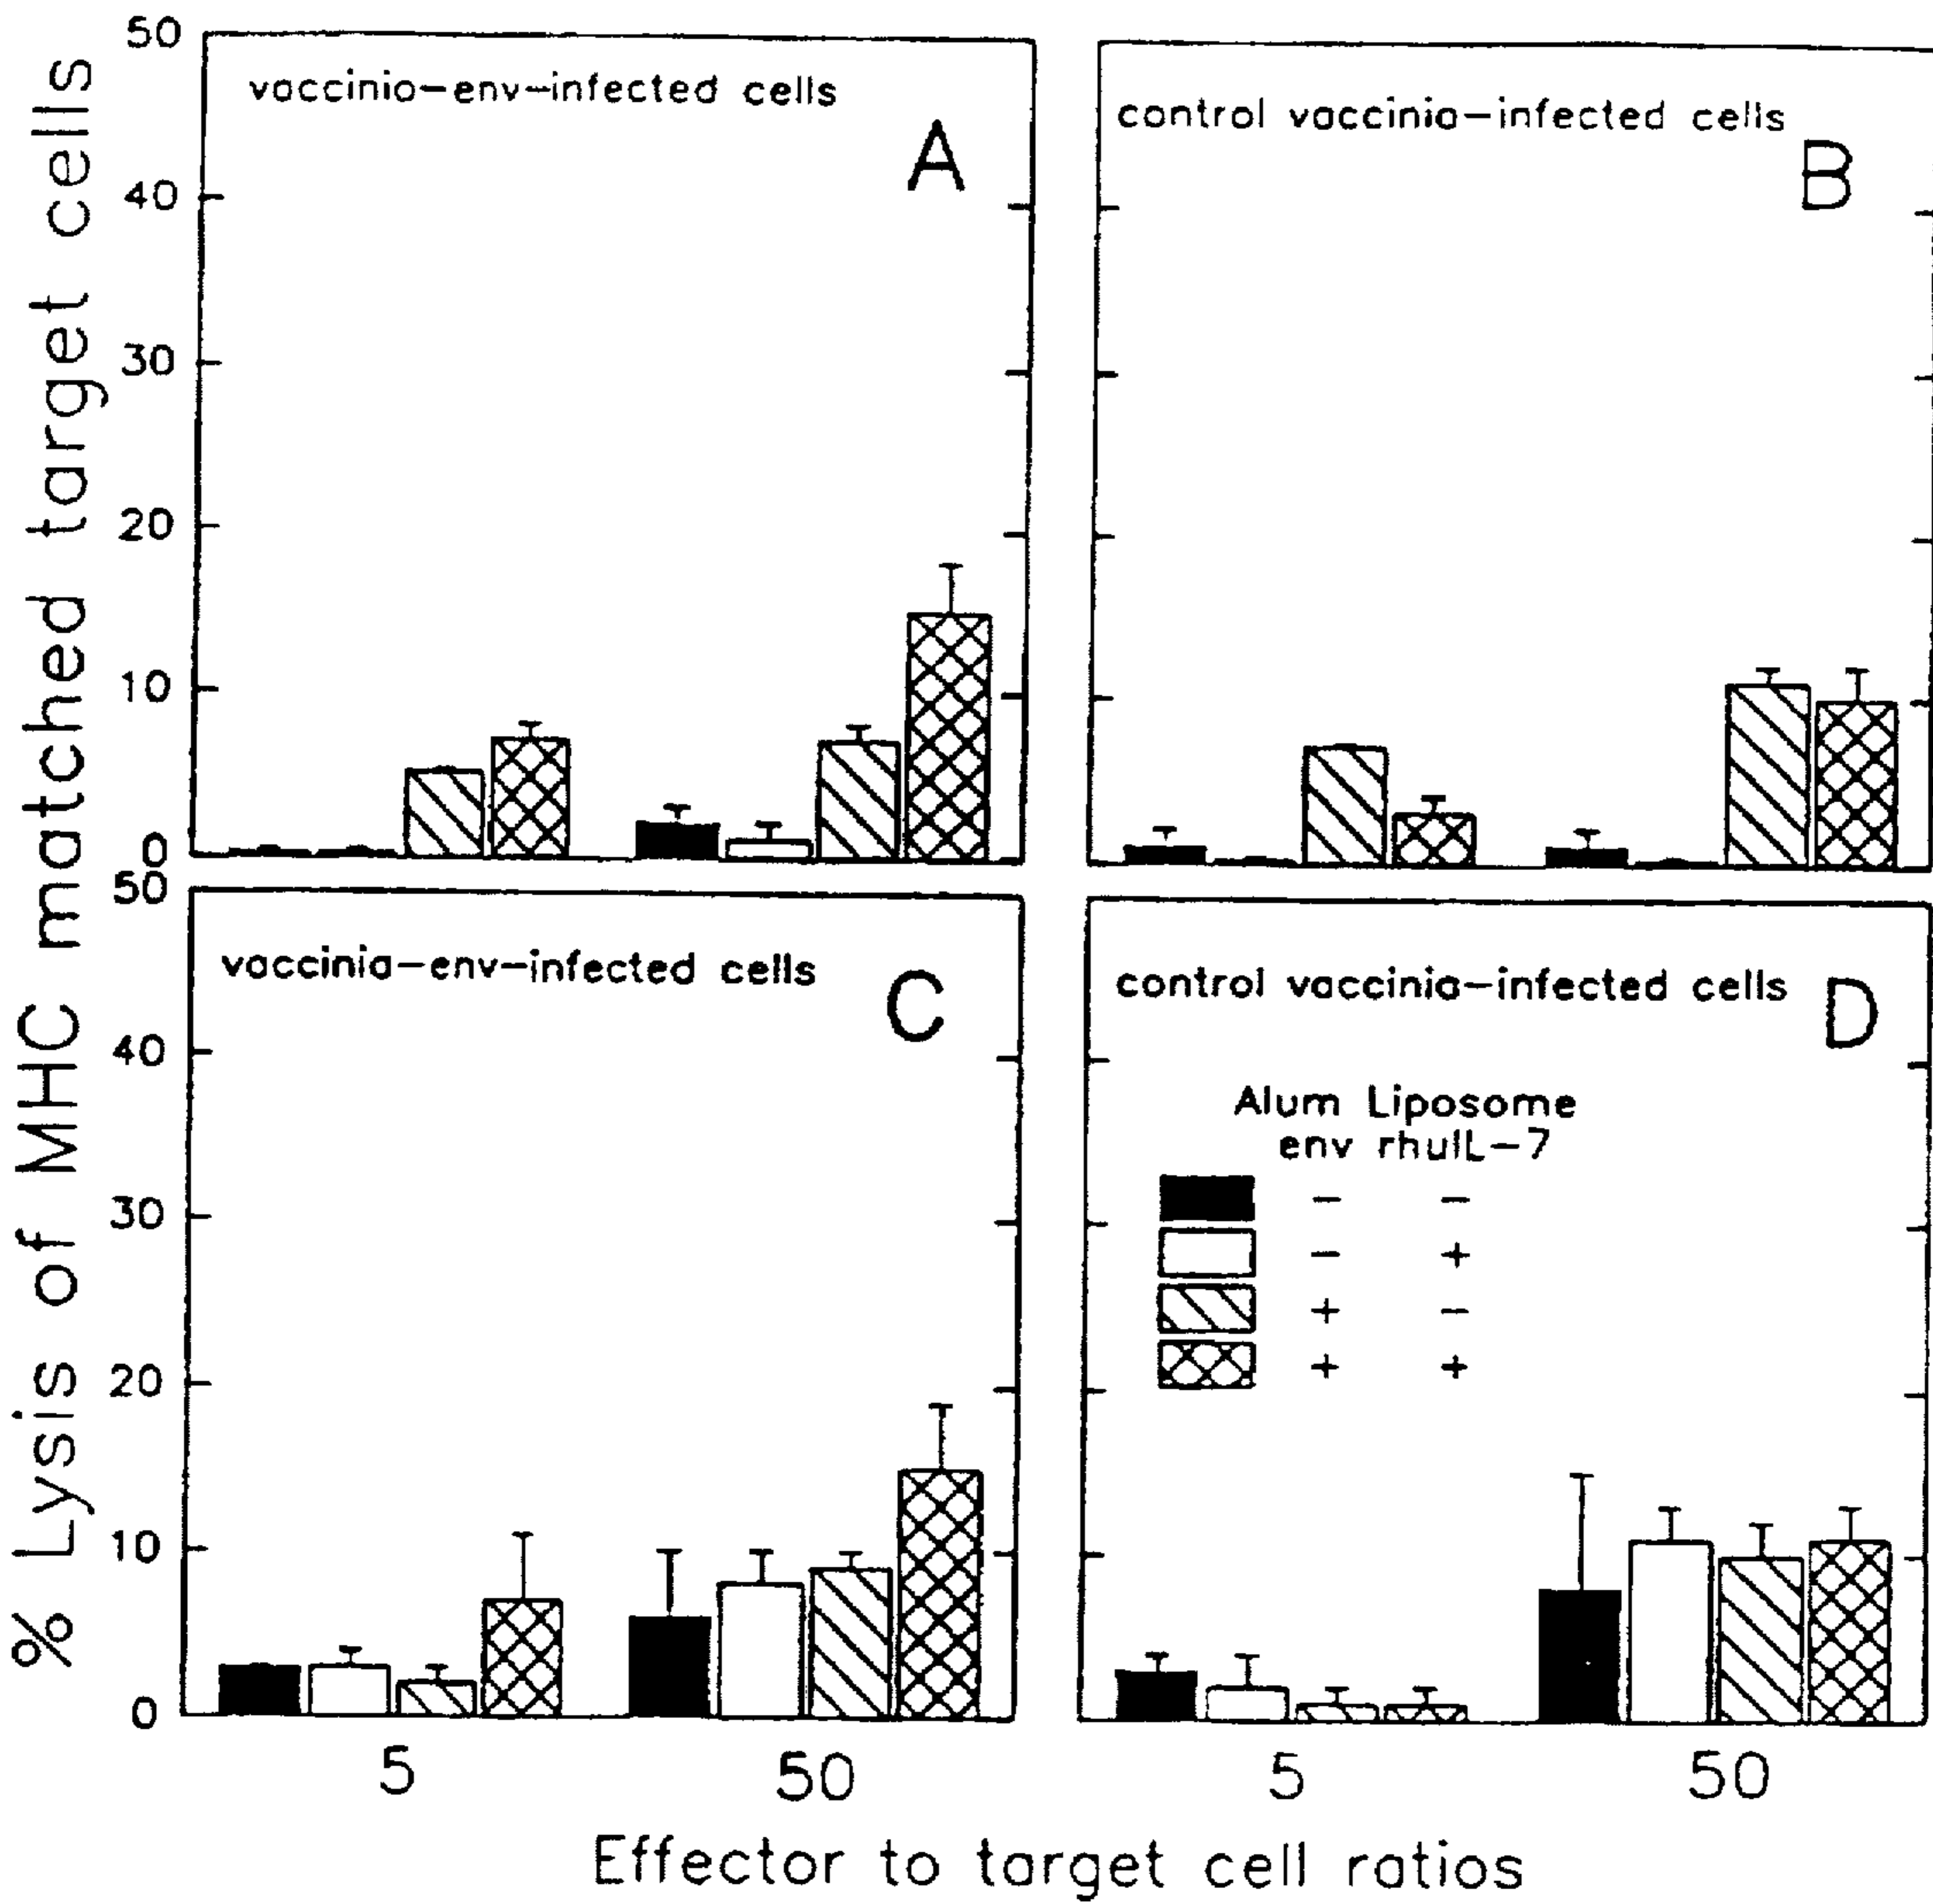 % Lysis of MHC matched target cells
50
40
30
20
10
0
vaccinio-env-infected cells
A
control vaccinia-infected cells
B
50
40
30
20
10
0
vaccinia-env-infected cells
C
control vaccinia-infected cells
D
Alum Liposome
env rhuIL-7
- -
- +
+ -
+ +
5 50
5 50
Effector to target cell ratios